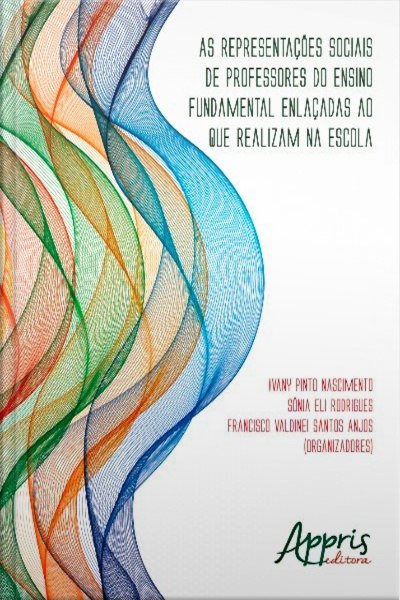 AS REPRESENTAÇÕES SOCIAIS
DE PROFESSORES DO ENSINO
FUNDAMENTAL ENLAÇADAS AO
QUE REALIZAM NA ESCOLA
IVANY PINTO NASCIMENTO
SÔNIA ELI RODRIGUES
FRANCISCO VALDINEI SANTOS ANJOS
(ORGANIZADORES)
Appris
editora